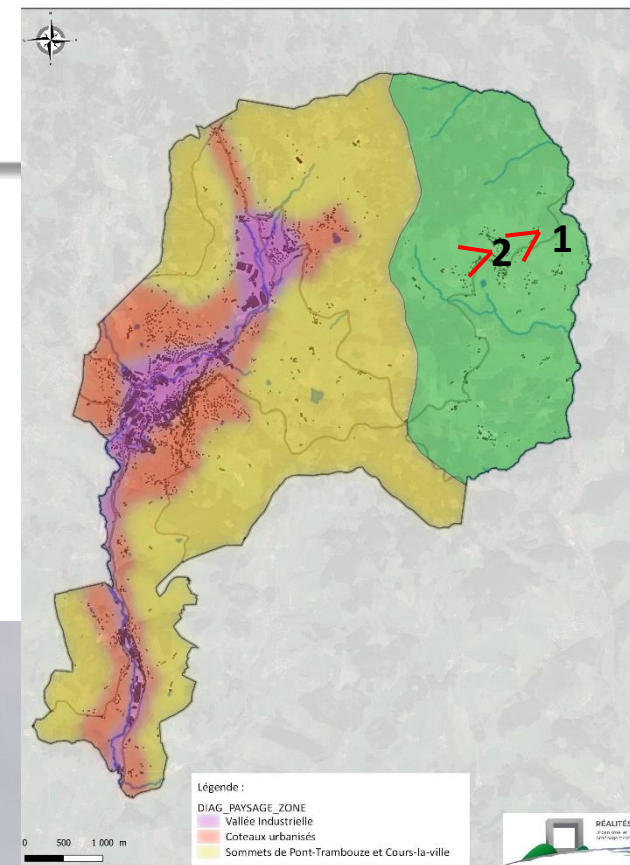 1
2
Légende :
DIAG_PAYSAGE_ZONE
Vallée Industrielle
Coteaux urbanisés
Sommets de Pont-Trambouze et Cours-la-ville
0 500 1 000 m
RÉALITÉS